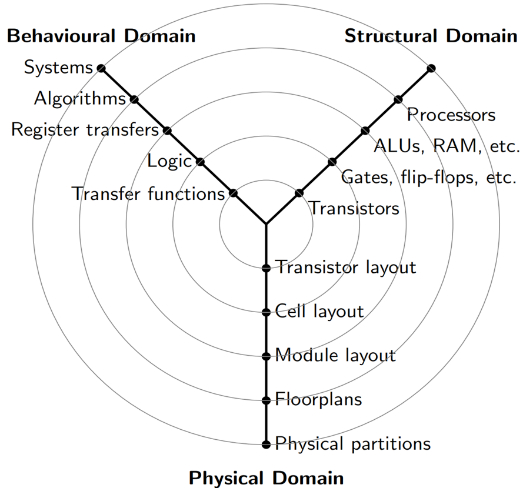 Behavioural Domain
Structural Domain
Systems
Algorithms
Register transfers
Logic
Transfer functions
Processors
ALUs, RAM, etc.
Gates, flip-flops, etc.
Transistors
Transistor layout
Cell layout
Module layout
Floorplans
Physical partitions
Physical Domain